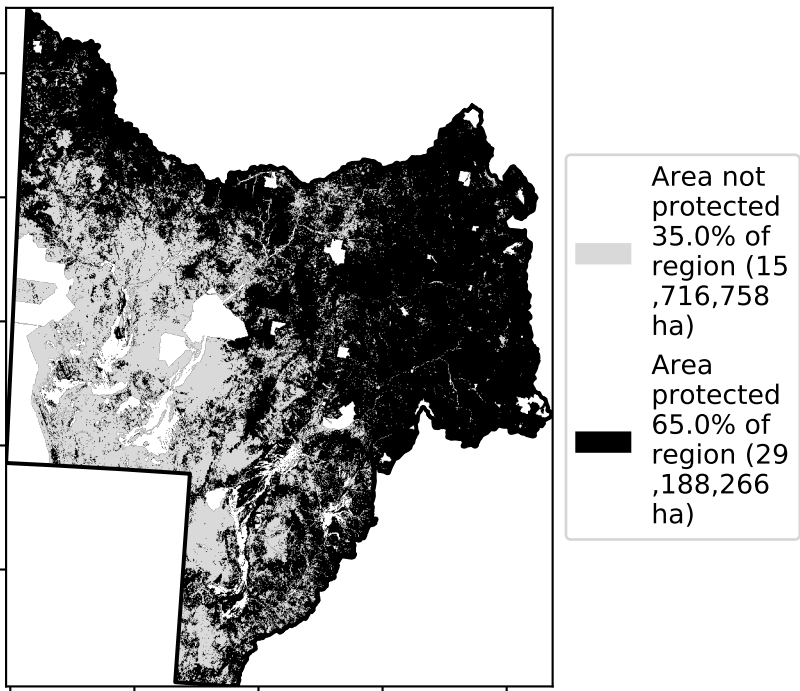 Area not
protected
35.0% of
region (15
,716,758
ha)
Area
protected
65.0% of
region (29
,188,266
ha)